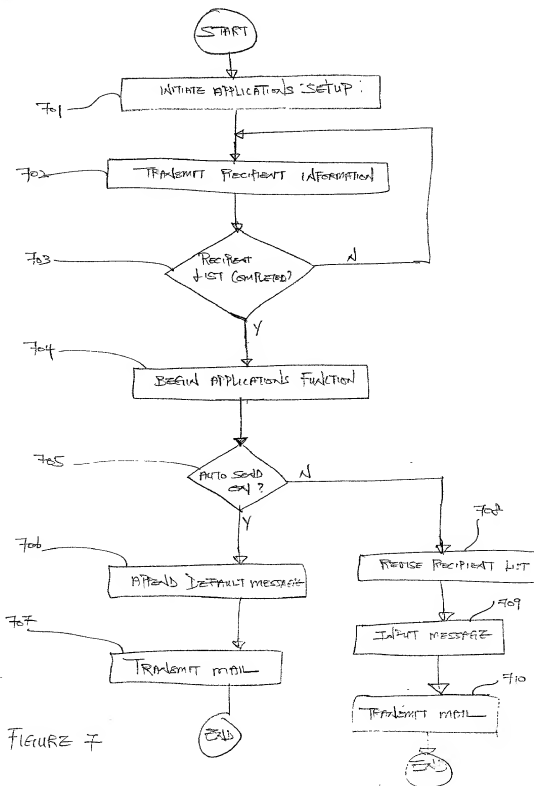 START
INITIATE APPLICATIONS SETUP
701
702
TRANSMIT RECIPIENT INFORMATION
703
RECIPIENT
LIST COMPLETED?
N
Y
704
BEGIN APPLICATIONS FUNCTION
705
AUTO SEND
ON?
N
Y
706
APPEND DEFAULT MESSAGE
707
TRANSMIT MAIL
END
708
REVISE RECIPIENT LIST
709
INPUT MESSAGE
710
TRANSMIT MAIL
END
FIGURE 7